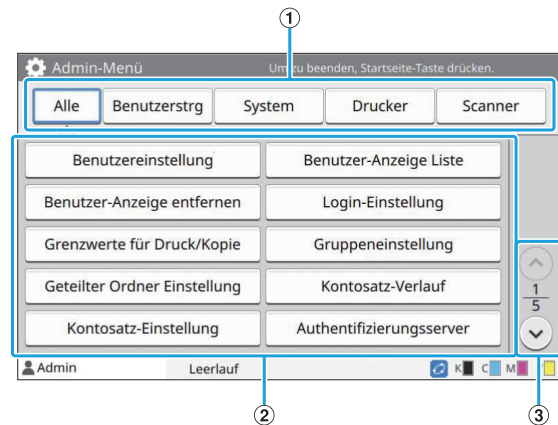 ①
Admin-Menü Um zu beenden, Startseite-Taste drücken.
Alle Benutzerstrg System Drucker Scanner
Benutzereinstellung Benutzer-Anzeige Liste
Benutzer-Anzeige entfernen Login-Einstellung
Grenzwerte für Druck/Kopie Gruppeneinstellung
Geteilter Ordner Einstellung Kontosatz-Verlauf
Kontosatz-Einstellung Authentifizierungsserver
1
5
Admin Leerlauf K C M
② ③